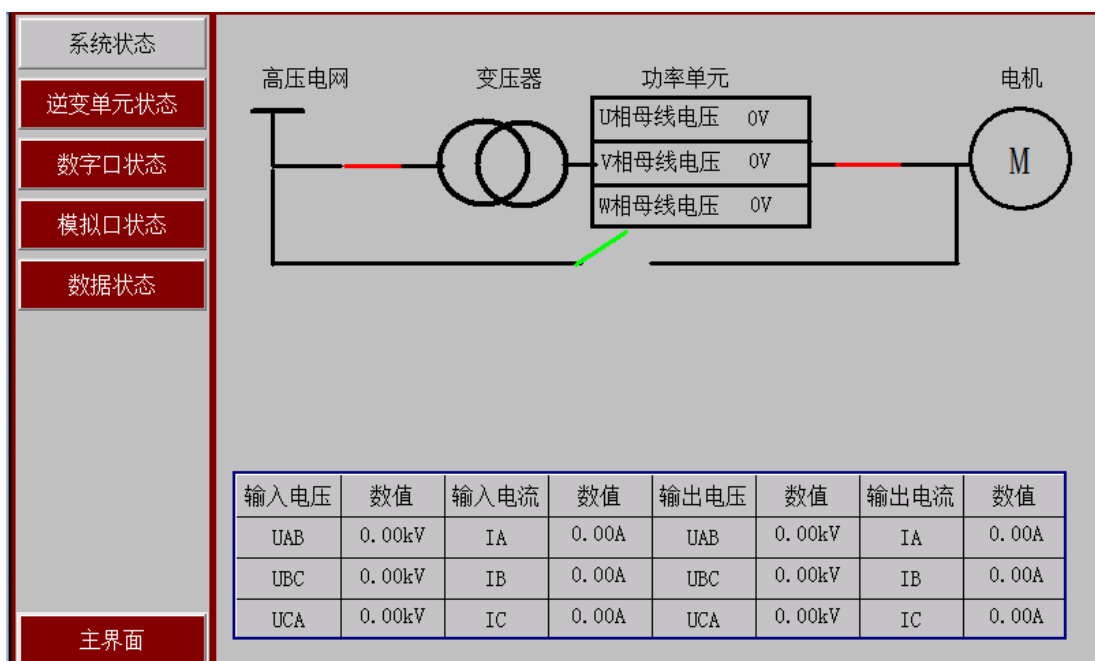 系统状态
逆变单元状态
数字口状态
模拟口状态
数据状态
主界面
高压电网 变压器 功率单元 电机
U相母线电压 0V
V相母线电压 0V
W相母线电压 0V
M
输入电压 数值 输入电流 数值 输出电压 数值 输出电流 数值
UAB 0.00kV IA 0.00A UAB 0.00kV IA 0.00A
UBC 0.00kV IB 0.00A UBC 0.00kV IB 0.00A
UCA 0.00kV IC 0.00A UCA 0.00kV IC 0.00A